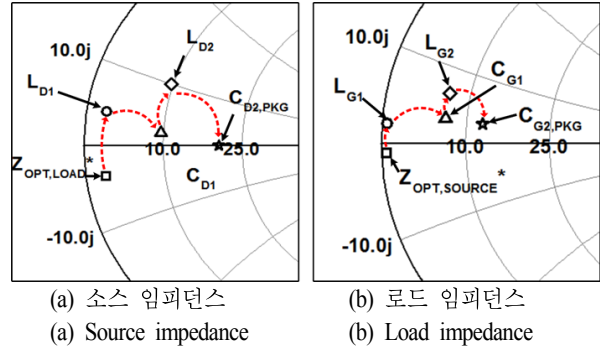 10.0j
L_D2
L_D1
C_D2,PKG
10.0
25.0
Z_OPT,LOAD*
C_D1
-10.0j
10.0j
L_G2
C_G1
L_G1
C_G2,PKG
10.0
25.0
Z_OPT,SOURCE*
-10.0j
(a) 소스 임피던스
(a) Source impedance
(b) 로드 임피던스
(b) Load impedance